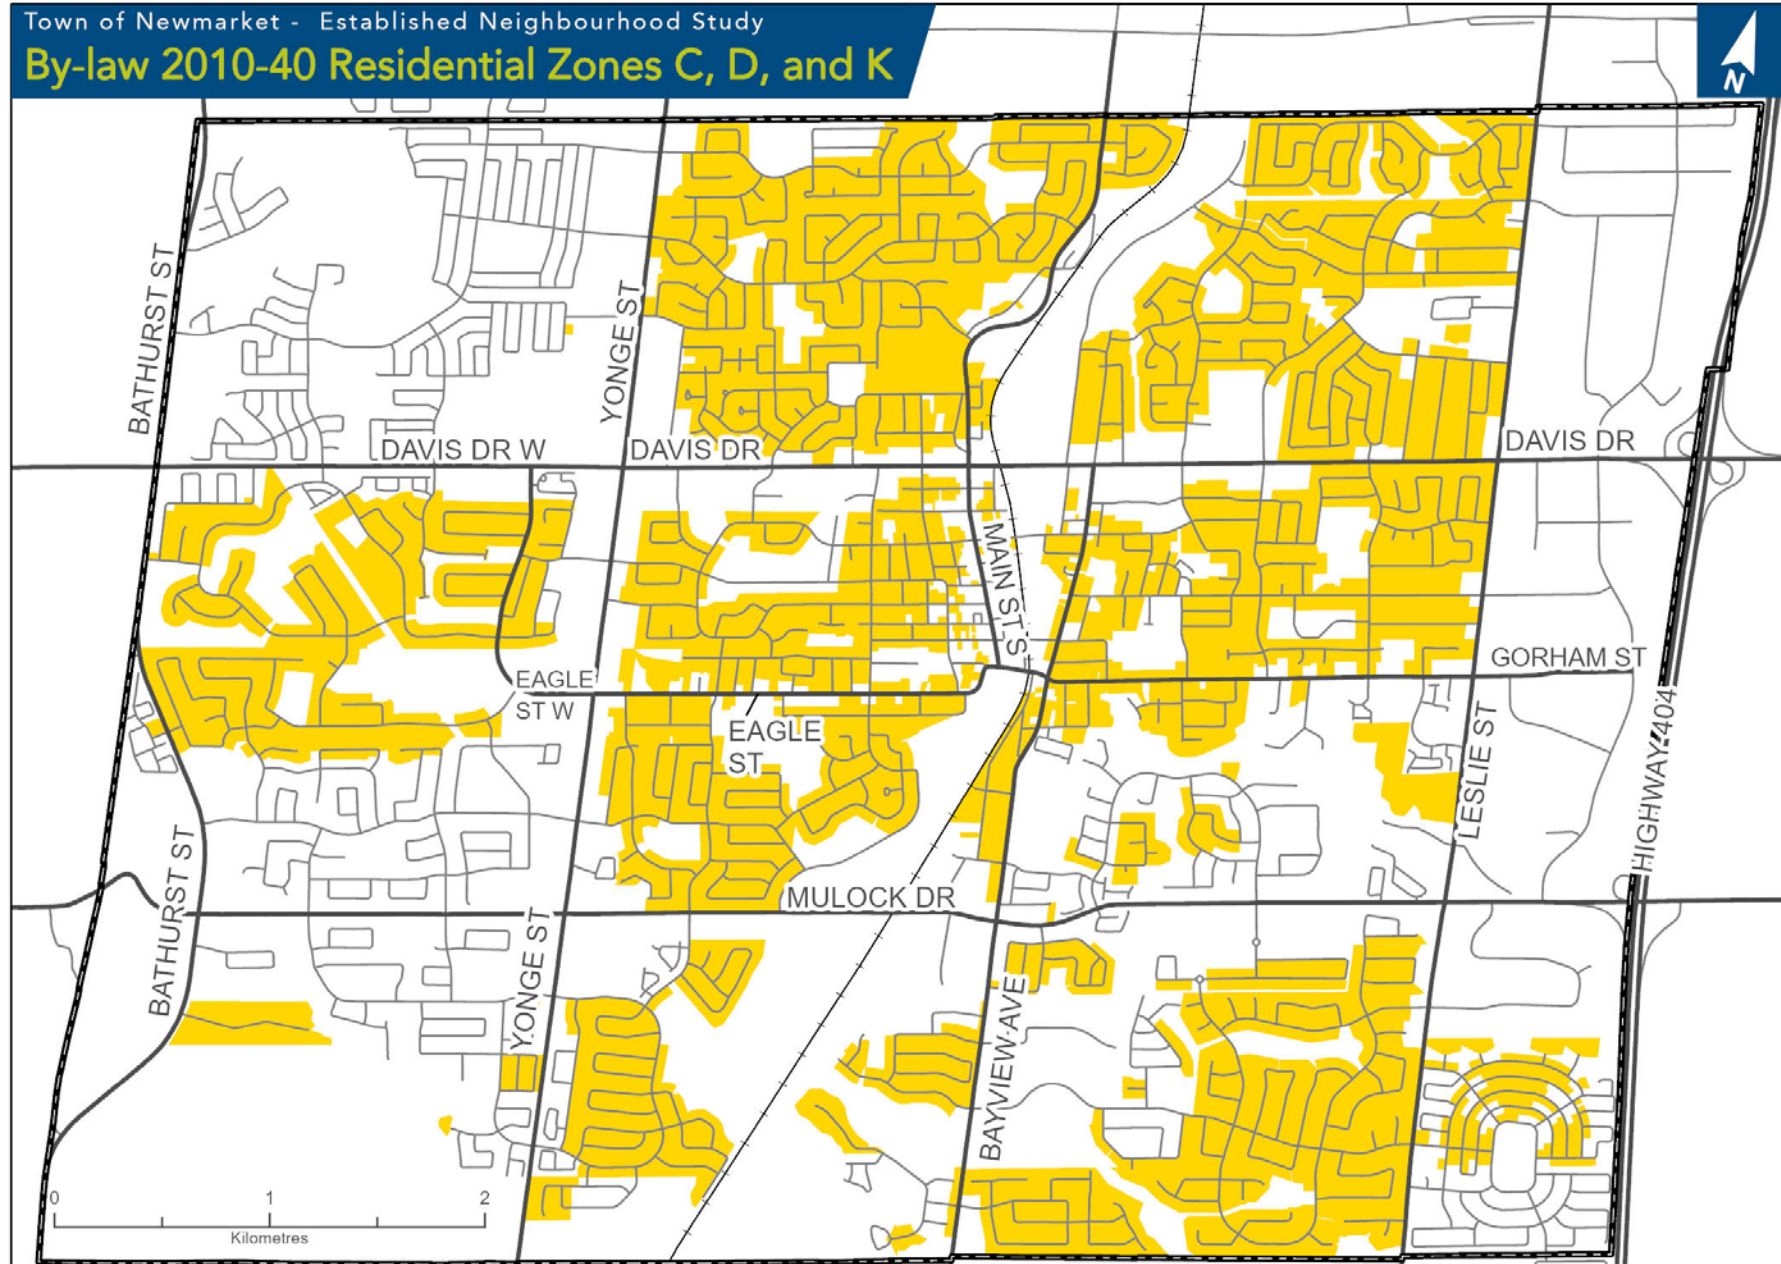 Town of Newmarket - Established Neighbourhood Study
By-law 2010-40 Residential Zones C, D, and K
N
BATHURST ST
YONGE ST
DAVIS DR W
DAVIS DR
DAVIS DR
MAIN ST S
EAGLE
ST W
EAGLE
ST
GORHAM ST
LESLIE ST
HIGHWAY 404
BATHURST ST
MULOCK DR
YONGE ST
BAYVIEW AVE
0 1 2
Kilometres